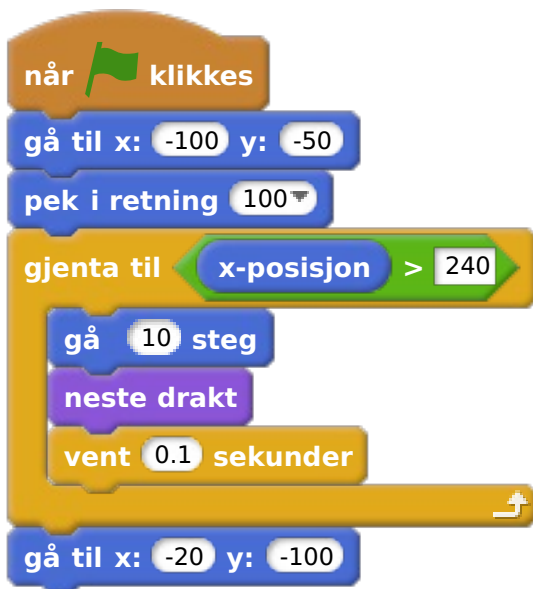 når klikkes
gå til x: -100 y: -50
pek i retning 100
gjenta til x-posisjon > 240
gå 10 steg
neste drakt
vent 0.1 sekunder
gå til x: -20 y: -100